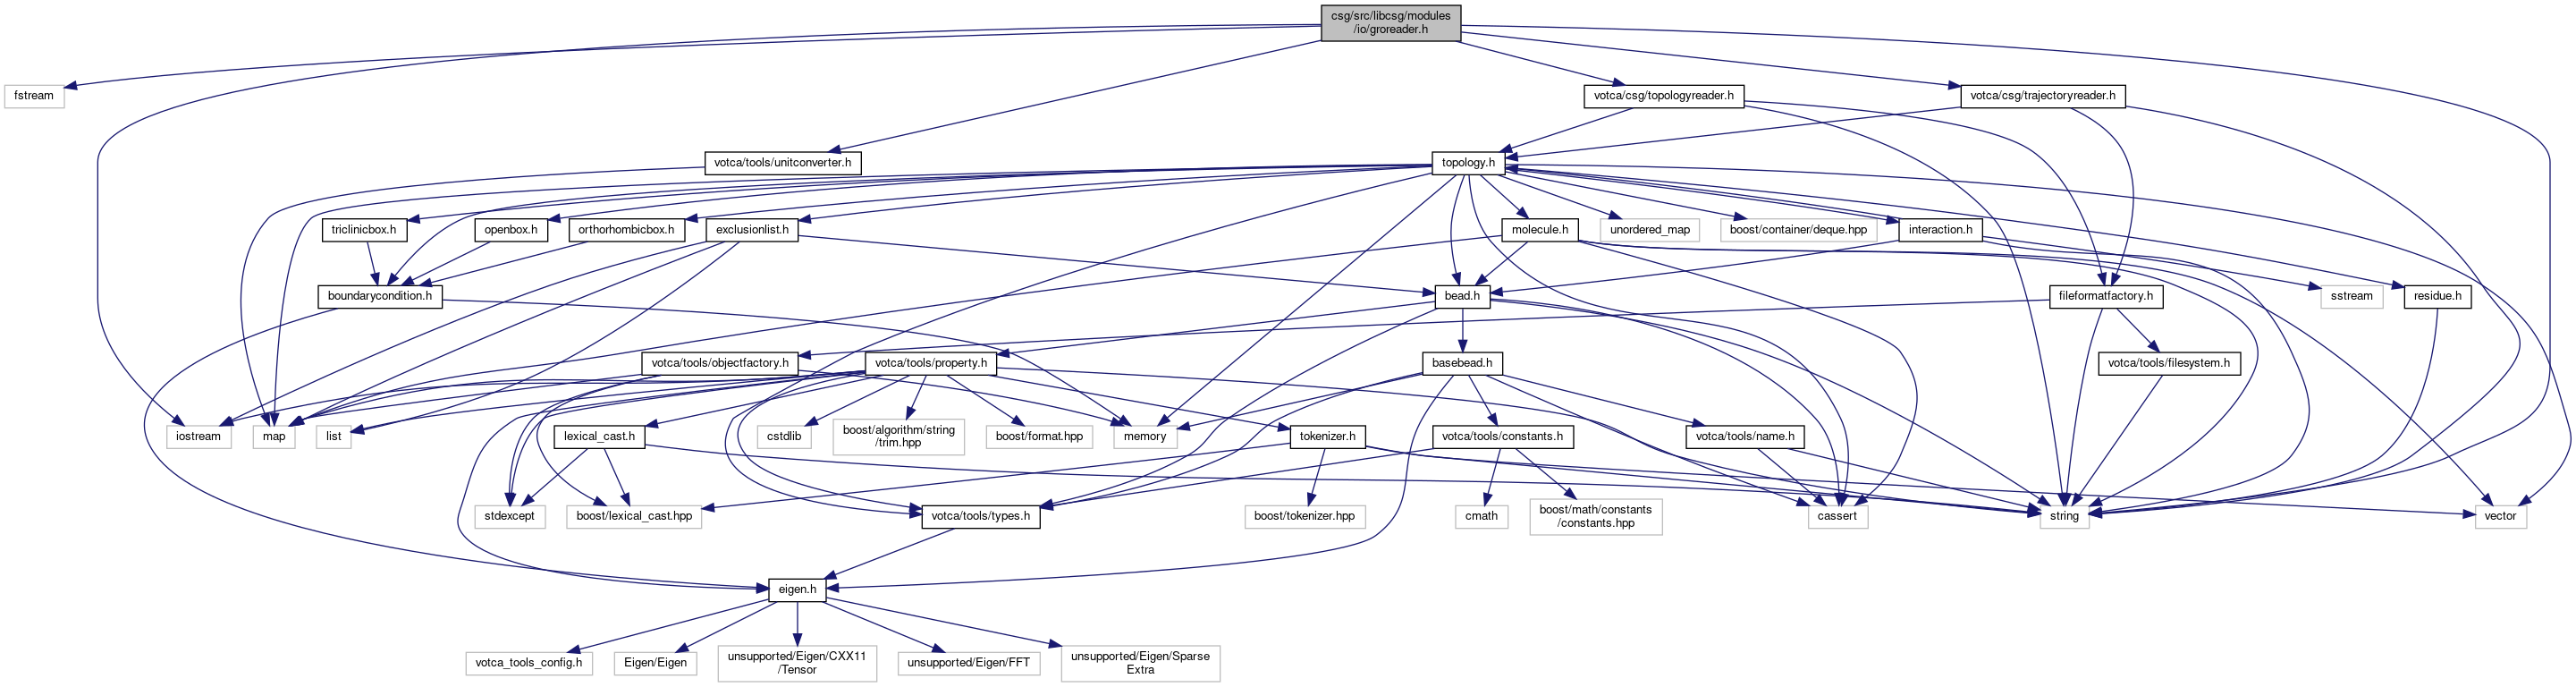 csg/src/libcsg/modules
/io/groreader.h
fstream
votca/csg/topologyreader.h
votca/csg/trajectoryreader.h
votca/tools/unitconverter.h
topology.h
triclinicbox.h
openbox.h
orthorhombicbox.h
exclusionlist.h
molecule.h
unordered_map
boost/container/deque.hpp
interaction.h
boundarycondition.h
bead.h
fileformatfactory.h
sstream
residue.h
votca/tools/objectfactory.h
votca/tools/property.h
basebead.h
votca/tools/filesystem.h
iostream
map
list
lexical_cast.h
cstdlib
boost/algorithm/string
/trim.hpp
boost/format.hpp
memory
tokenizer.h
votca/tools/constants.h
votca/tools/name.h
stdexcept
boost/lexical_cast.hpp
votca/tools/types.h
boost/tokenizer.hpp
cmath
boost/math/constants
/constants.hpp
cassert
string
vector
eigen.h
votca_tools_config.h
Eigen/Eigen
unsupported/Eigen/CXX11
/Tensor
unsupported/Eigen/FFT
unsupported/Eigen/Sparse
Extra